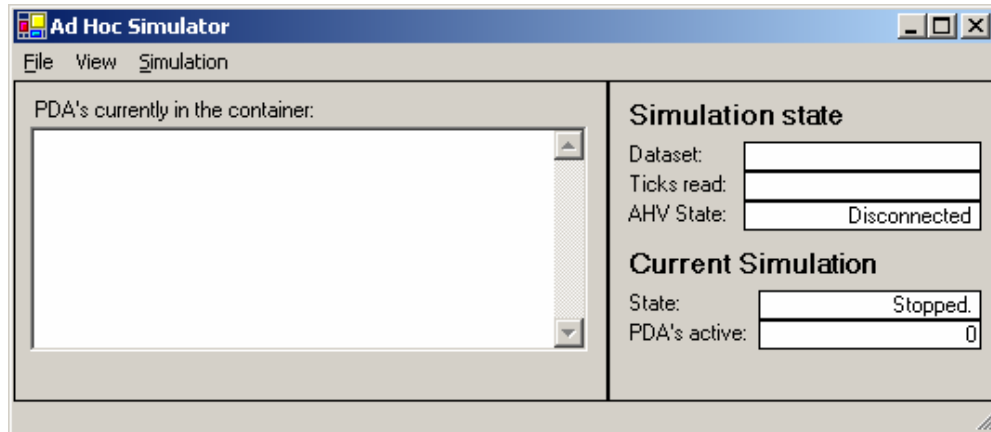 Ad Hoc Simulator
File View Simulation
PDA's currently in the container:
Simulation state
Dataset:
Ticks read:
AHV State: Disconnected
Current Simulation
State: Stopped.
PDA's active: 0